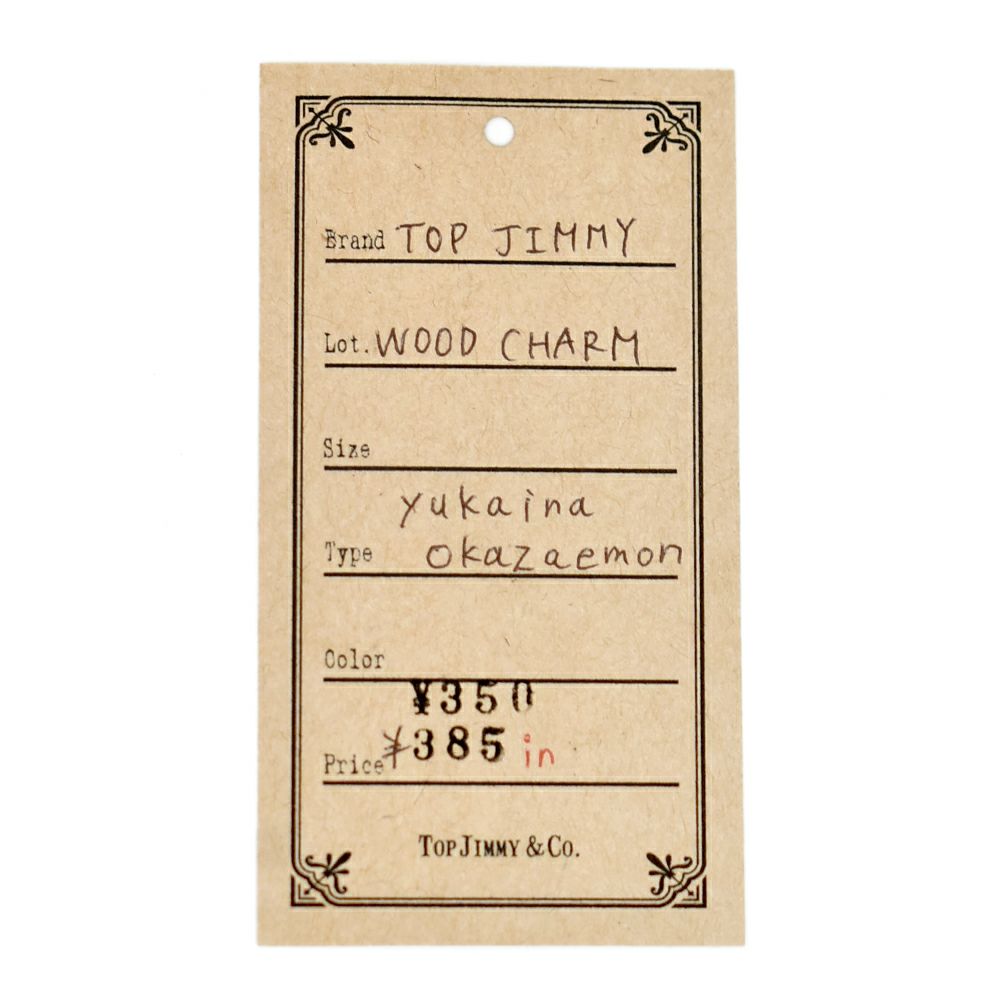 Brand TOP JIMMY
Lot. WOOD CHARM
Size
yukaina
Type okazaemon
Color
¥350
Price ¥385 in
TOP JIMMY & CO.